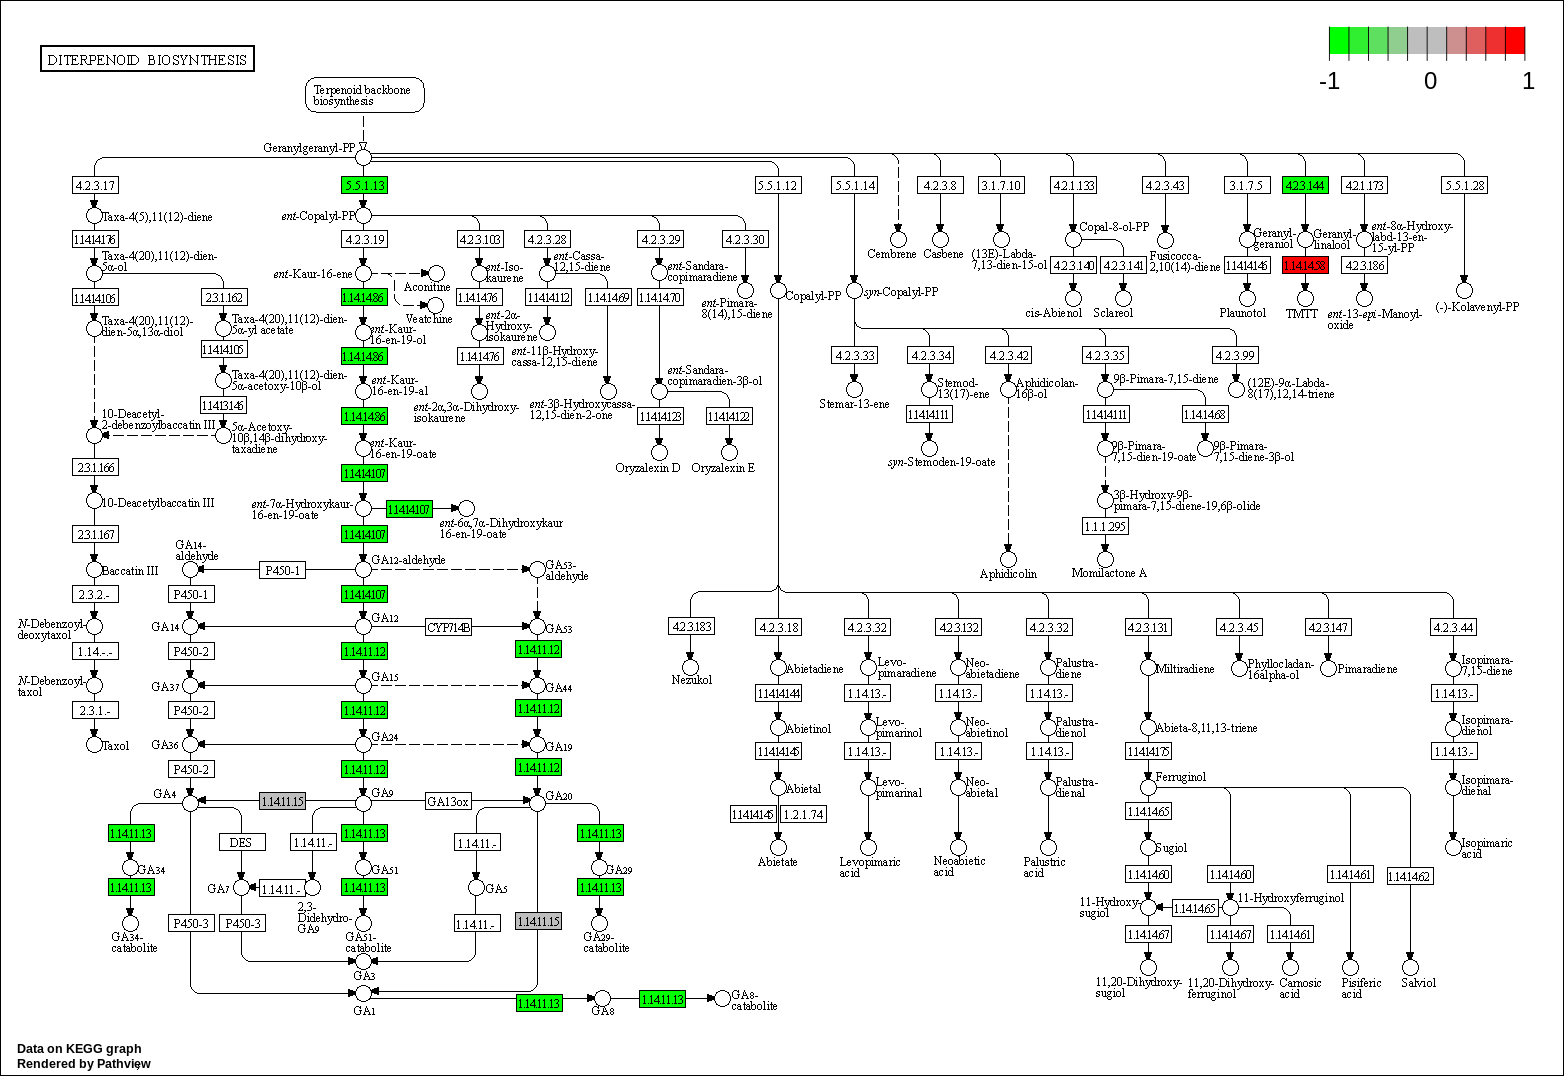 DITERPENOID BIOSYNTHESIS
-1 0 1
Terpenoid backbone
biosynthesis
Geranylgeranyl-PP
4.2.3.17 5.5.1.13 5.5.1.12 5.5.1.14 4.2.3.8 3.1.7.10 4.2.1.133 4.2.3.43 3.1.7.5 4.2.3.144 4.2.1.173 5.5.1.28
Taxa-4(5),11(12)-diene
ent-Copalyl-PP
1.14.14.176 4.2.3.19 4.2.3.103 4.2.3.28 4.2.3.29 4.2.3.30
Cembrene
Casbene
(13E)-Labda-
7,13-dien-15-ol
Copal-8-ol-PP
Fusicocca-
2,10(14)-diene
Geranyl-
geraniol
Geranyl-
linalool
ent-8α-Hydroxy-
labd-13-en-
15-yl-PP
(-)-Kolavenyl-PP
Taxa-4(20),11(12)-dien-
5α-ol
ent-Kaur-16-ene
Aconitine
Veatchine
ent-Iso-
kaurene
ent-Cassa-
12,15-diene
ent-Sandara-
copimaradiene
ent-Pimara-
8(14),15-diene
Copalyl-PP
syn-Copalyl-PP
4.2.3.140 4.2.3.141 1.14.14.145 1.14.14.58 4.2.3.186
cis-Abienol
Sclareol
Plaunotol
TMTT
ent-13-epi-Manoyl-
oxide
1.14.14.106 2.3.1.162 1.14.14.86 1.14.14.76 1.14.14.112 1.14.14.69 1.14.14.70
Taxa-4(20),11(12)-
dien-5α,13α-diol
Taxa-4(20),11(12)-dien-
5α-yl acetate
ent-Kaur-
16-en-19-ol
ent-2α-
Hydroxy-
isokaurene
ent-11β-Hydroxy-
cassa-12,15-diene
1.14.14.105 1.14.14.86 1.14.14.76
4.2.3.33 4.2.3.34 4.2.3.42 4.2.3.35 4.2.3.99
Taxa-4(20),11(12)-dien-
5α-acetoxy-10β-ol
ent-Kaur-
16-en-19-al
ent-2α,3α-Dihydroxy-
isokaurene
ent-3β-Hydroxycassa-
12,15-dien-2-one
ent-Sandara-
copimaradien-3β-ol
Stemar-13-ene
Stemod-
13(17)-ene
Aphidicolan-
16β-ol
9β-Pimara-7,15-diene
(12E)-9α-Labda-
8(17),12,14-triene
1.14.13.146 1.14.14.86 1.14.14.123 1.14.14.122 1.14.14.111 1.14.14.111 1.14.14.68
10-Deacetyl-
2-debenzoylbaccatin III
5α-Acetoxy-
10β,14β-dihydroxy-
taxadiene
ent-Kaur-
16-en-19-oate
Oryzalexin D
Oryzalexin E
syn-Stemoden-19-oate
9β-Pimara-
7,15-dien-19-oate
9β-Pimara-
7,15-diene-3β-ol
2.3.1.166 1.14.14.107
10-Deacetylbaccatin III
ent-7α-Hydroxykaur-
16-en-19-oate
1.14.14.107
ent-6α,7α-Dihydroxykaur
16-en-19-oate
3β-Hydroxy-9β-
pimara-7,15-diene-19,6β-olide
2.3.1.167 1.14.14.107 1.1.1.295
Baccatin III
GA14-
aldehyde
P450-1
GA12-aldehyde
GA53-
aldehyde
Aphidicolin
Momilactone A
2.3.2.- P450-1 1.14.14.107
N-Debenzoyl-
deoxytaxol
GA14
GA12
CYP714B
GA53
4.2.3.183 4.2.3.18 4.2.3.32 4.2.3.132 4.2.3.32 4.2.3.131 4.2.3.45 4.2.3.147 4.2.3.44
1.14.-.- P450-2 1.14.11.12 1.14.11.12
Nezukol
Abietadiene
Levo-
pimaradiene
Neo-
abietadiene
Palustra-
diene
Miltiradiene
Phyllocladan-
16alpha-ol
Pimaradiene
Isopimara-
7,15-diene
N-Debenzoyl-
taxol
GA37
GA15
GA44
1.14.14.144 1.14.13.- 1.14.13.- 1.14.13.- 1.14.13.-
2.3.1.- P450-2 1.14.11.12 1.14.11.12
Abietinol
Levo-
pimarinol
Neo-
abietinol
Palustra-
dienol
Abieta-8,11,13-triene
Isopimara-
dienol
Taxol
GA36
GA24
GA19
1.14.14.145 1.14.13.- 1.14.13.- 1.14.13.- 1.14.14.175 1.14.13.-
P450-2 1.14.11.12 1.14.11.12
Abietal
Levo-
pimarinal
Neo-
abietal
Palustra-
dienal
Ferruginol
Isopimara-
dienal
GA4
1.14.11.15
GA9
GA13ox
GA20
1.14.14.145 1.2.1.74 1.14.14.65
1.14.11.13 DES 1.14.11.- 1.14.11.13 1.14.11.- 1.14.11.13
Abietate
Levopimaric
acid
Neoabietic
acid
Palustric
acid
Sugiol
Isopimaric
acid
GA34
GA51
GA29
1.14.14.60 1.14.14.60 1.14.14.61 1.14.14.62
1.14.11.13
GA7
1.14.11.-
1.14.11.13
GA5
1.14.11.13
2,3-
Didehydro-
GA9
11-Hydroxy-
sugiol
1.14.14.65
11-Hydroxyferruginol
P450-3 P450-3 1.14.11.- 1.14.11.15
1.14.14.67 1.14.14.67 1.14.14.61
GA34-
catabolite
GA51-
catabolite
GA29-
catabolite
GA3
11,20-Dihydroxy-
sugiol
11,20-Dihydroxy-
ferruginol
Carnosic
acid
Pisiferic
acid
Salviol
GA1
1.14.11.13
GA8
1.14.11.13
GA8-
catabolite
Data on KEGG graph
Rendered by Pathview